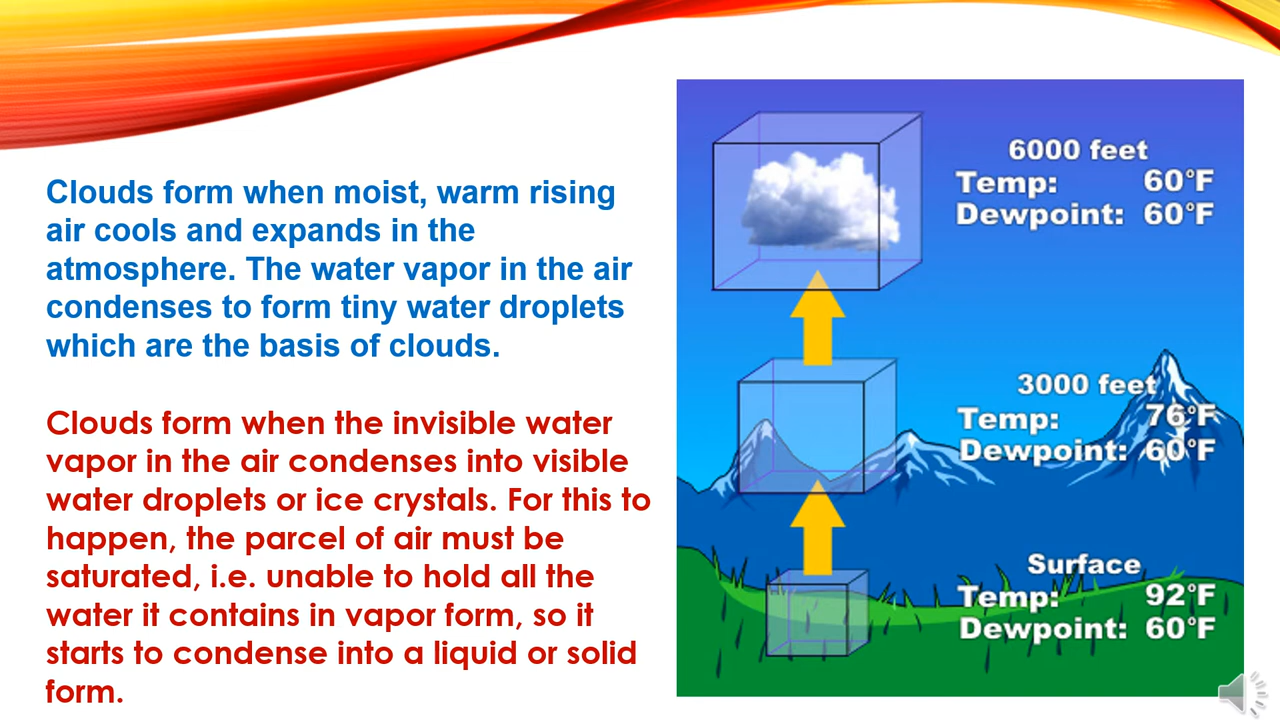 Clouds form when moist, warm rising
air cools and expands in the
atmosphere. The water vapor in the air
condenses to form tiny water droplets
which are the basis of clouds.
Clouds form when the invisible water
vapor in the air condenses into visible
water droplets or ice crystals. For this to
happen, the parcel of air must be
saturated, i.e. unable to hold all the
water it contains in vapor form, so it
starts to condense into a liquid or solid
form.
6000 feet
Temp: 60°F
Dewpoint: 60°F
3000 feet
Temp: 76°F
Dewpoint: 60°F
Surface
Temp: 92°F
Dewpoint: 60°F